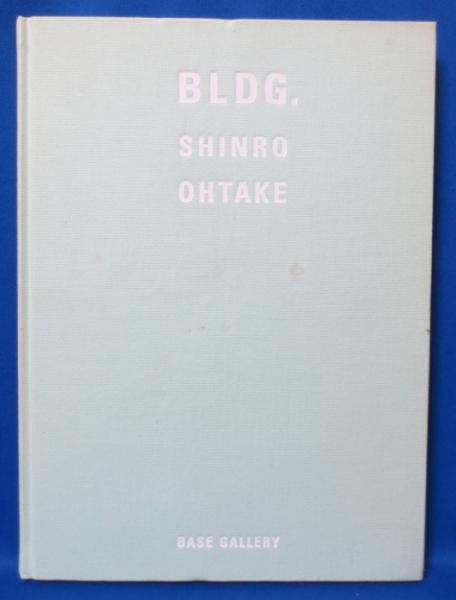 BLDG.
SHINRO
OHTAKE
BASE GALLERY